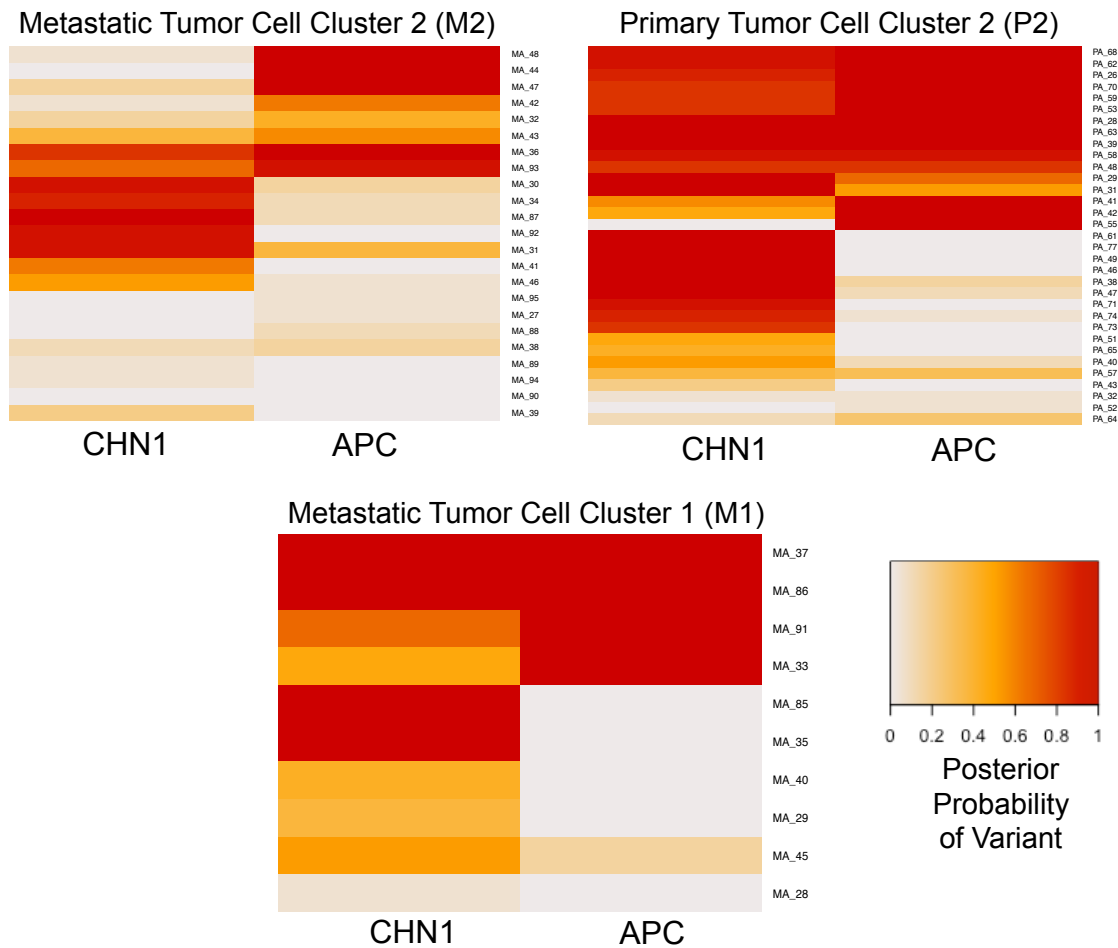 Metastatic Tumor Cell Cluster 2 (M2)
MA_48
MA_44
MA_47
MA_42
MA_32
MA_43
MA_36
MA_93
MA_30
MA_34
MA_87
MA_92
MA_31
MA_41
MA_46
MA_95
MA_27
MA_88
MA_38
MA_89
MA_94
MA_90
MA_39
CHN1 APC
Primary Tumor Cell Cluster 2 (P2)
PA_68
PA_62
PA_26
PA_70
PA_59
PA_53
PA_28
PA_63
PA_39
PA_58
PA_48
PA_29
PA_31
PA_41
PA_42
PA_55
PA_61
PA_77
PA_49
PA_46
PA_38
PA_47
PA_71
PA_74
PA_73
PA_51
PA_65
PA_40
PA_57
PA_43
PA_32
PA_52
PA_64
CHN1 APC
Metastatic Tumor Cell Cluster 1 (M1)
MA_37
MA_86
MA_91
MA_33
MA_85
MA_35
MA_40
MA_29
MA_45
MA_28
CHN1 APC
0 0.2 0.4 0.6 0.8 1
Posterior
Probability
of Variant